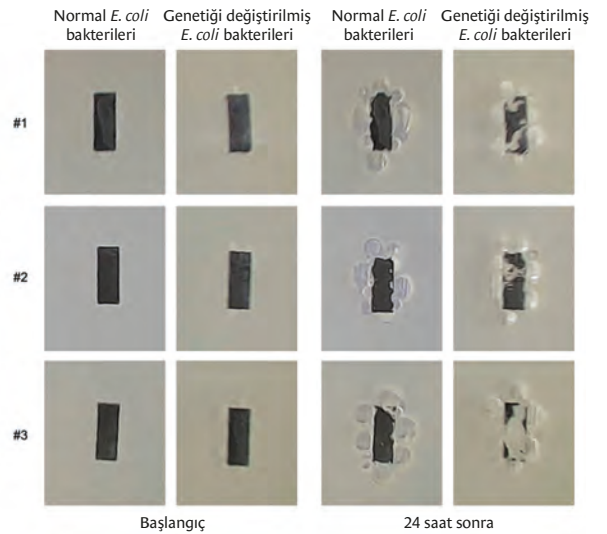 Normal E. coli
bakterileri
Genetiği değiştirilmiş
E. coli bakterileri
Normal E. coli
bakterileri
Genetiği değiştirilmiş
E. coli bakterileri
#1
#2
#3
Başlangıç
24 saat sonra